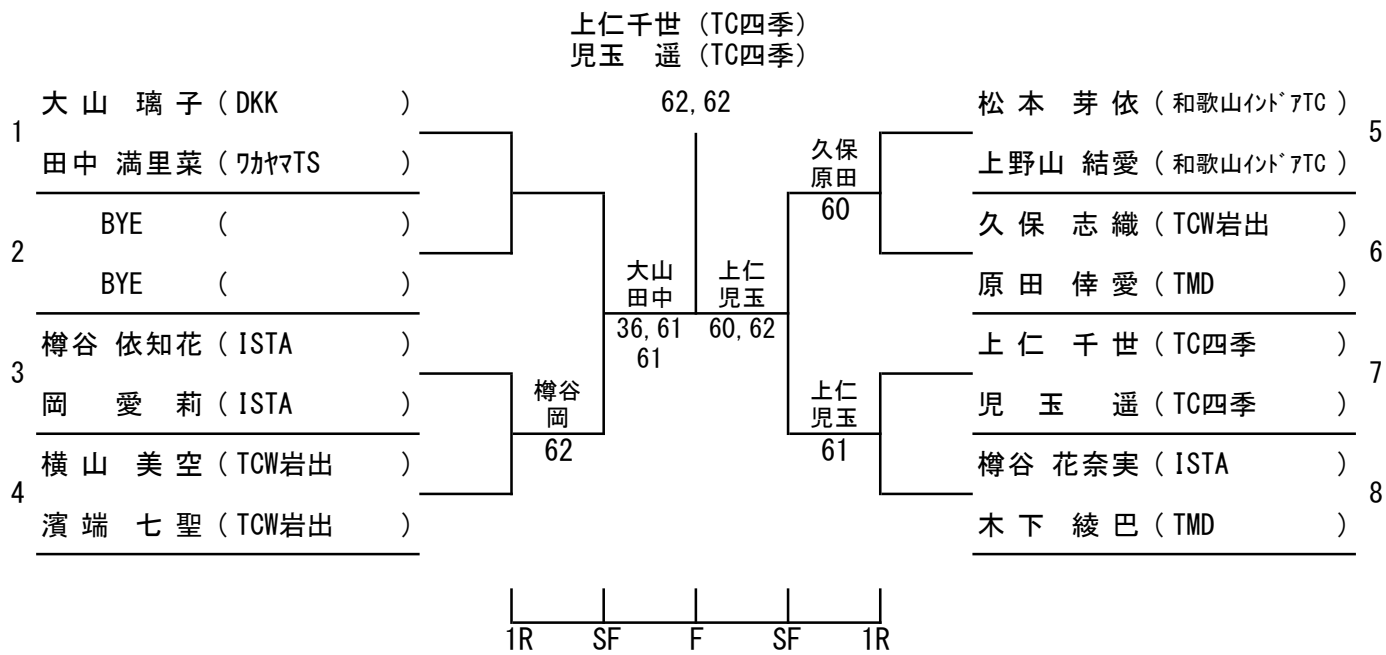 上仁千世 (TC四季)
児玉 遥 (TC四季)
62, 62
1
大 山 璃 子 ( DKK )
田中 満里菜 ( ﾜｶﾔﾏTS )
2
BYE ( )
BYE ( )
3
樽谷 依知花 ( ISTA )
岡 愛 莉 ( ISTA )
4
横 山 美 空 ( TCW岩出 )
濱 端 七 聖 ( TCW岩出 )
樽谷
岡
62
大山
田中
36, 61
61
上仁
児玉
60, 62
久保
原田
60
上仁
児玉
61
松 本 芽 依 ( 和歌山ｲﾝﾄﾞｱTC )
上野山 結愛 ( 和歌山ｲﾝﾄﾞｱTC )
5
久 保 志 織 ( TCW岩出 )
原 田 倖 愛 ( TMD )
6
上 仁 千 世 ( TC四季 )
児 玉 遥 ( TC四季 )
7
樽谷 花奈実 ( ISTA )
木 下 綾 巴 ( TMD )
8
1R SF F SF 1R